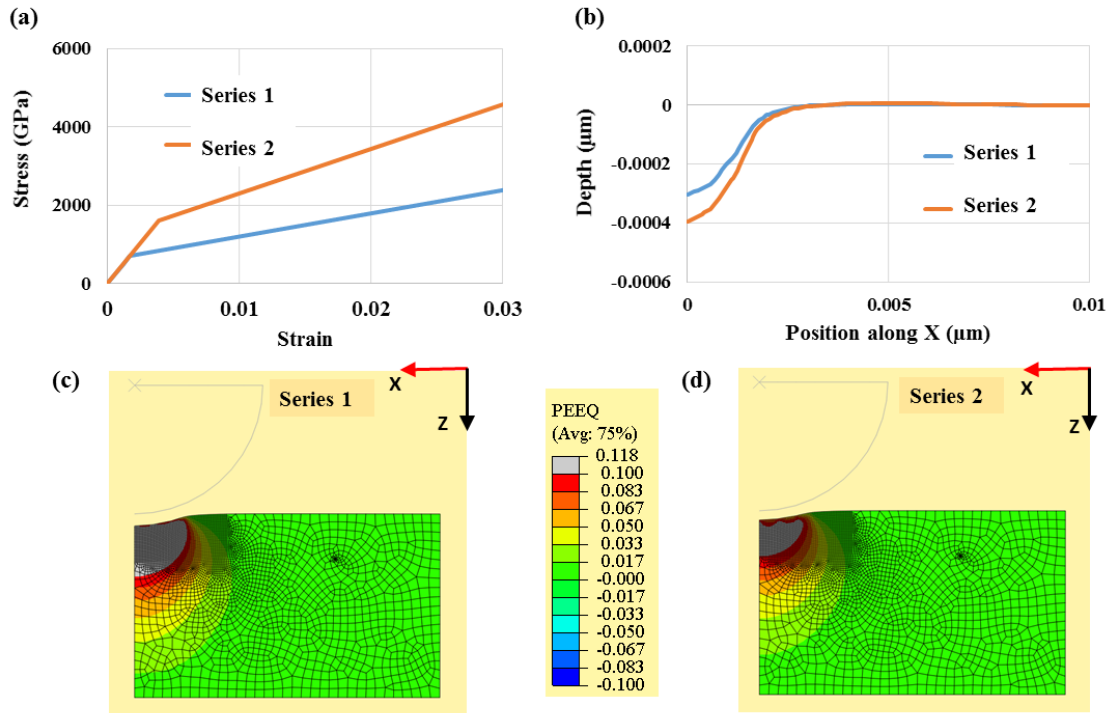 (a)
6000
4000
2000
0
Stress (GPa)
Series 1
Series 2
0
0.01
0.02
0.03
Strain
(b)
0.0002
0
-0.0002
-0.0004
-0.0006
Depth (µm)
Series 1
Series 2
0
0.005
0.01
Position along X (µm)
(c)
Series 1
X
Z
PEEQ
(Avg: 75%)
0.118
0.100
0.083
0.067
0.050
0.033
0.017
-0.000
-0.017
-0.033
-0.050
-0.067
-0.083
-0.100
(d)
Series 2
X
Z